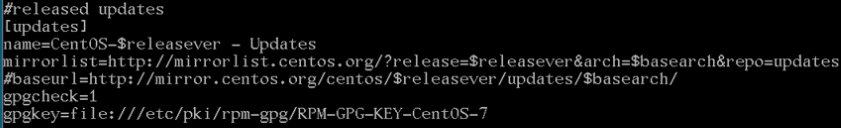 #released updates
[updates]
name=CentOS-$releasever - Updates
mirrorlist=http://mirrorlist.centos.org/?release=$releasever&arch=$basearch&repo=updates
#baseurl=http://mirror.centos.org/centos/$releasever/updates/$basearch/
gpgcheck=1
gpgkey=file:///etc/pki/rpm-gpg/RPM-GPG-KEY-CentOS-7